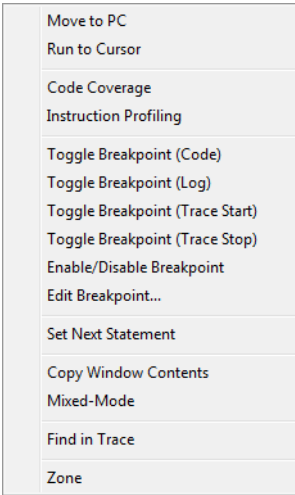 Move to PC
Run to Cursor
Code Coverage
Instruction Profiling
Toggle Breakpoint (Code)
Toggle Breakpoint (Log)
Toggle Breakpoint (Trace Start)
Toggle Breakpoint (Trace Stop)
Enable/Disable Breakpoint
Edit Breakpoint...
Set Next Statement
Copy Window Contents
Mixed-Mode
Find in Trace
Zone